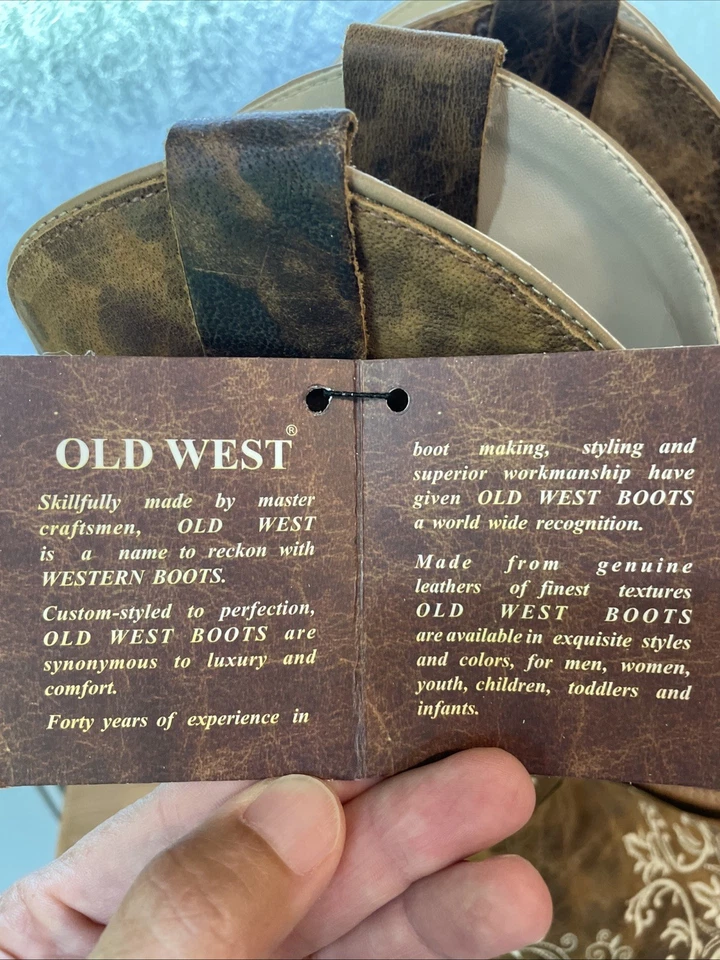 OLD WEST®
Skillfully made by master
craftsmen, OLD WEST
is a name to reckon with
WESTERN BOOTS.
Custom-styled to perfection,
OLD WEST BOOTS are
synonymous to luxury and
comfort.
Forty years of experience in
boot making, styling and
superior workmanship have
given OLD WEST BOOTS
a world wide recognition.
Made from genuine
leathers of finest textures
OLD WEST BOOTS
are available in exquisite styles
and colors, for men, women,
youth, children, toddlers and
infants.